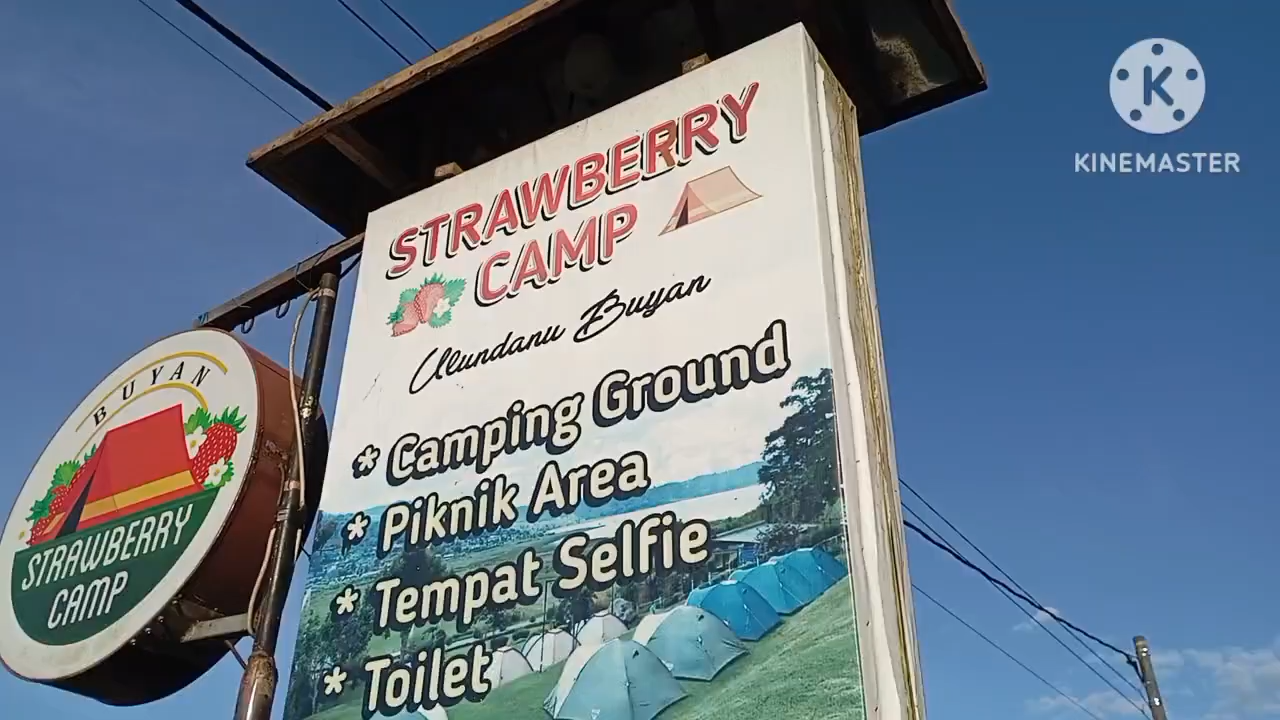 STRAWBERRY
CAMP
Ulundanu Buyan
* Camping Ground
* Piknik Area
* Tempat Selfie
* Toilet
BUYAN
STRAWBERRY
CAMP
K
KINEMASTER